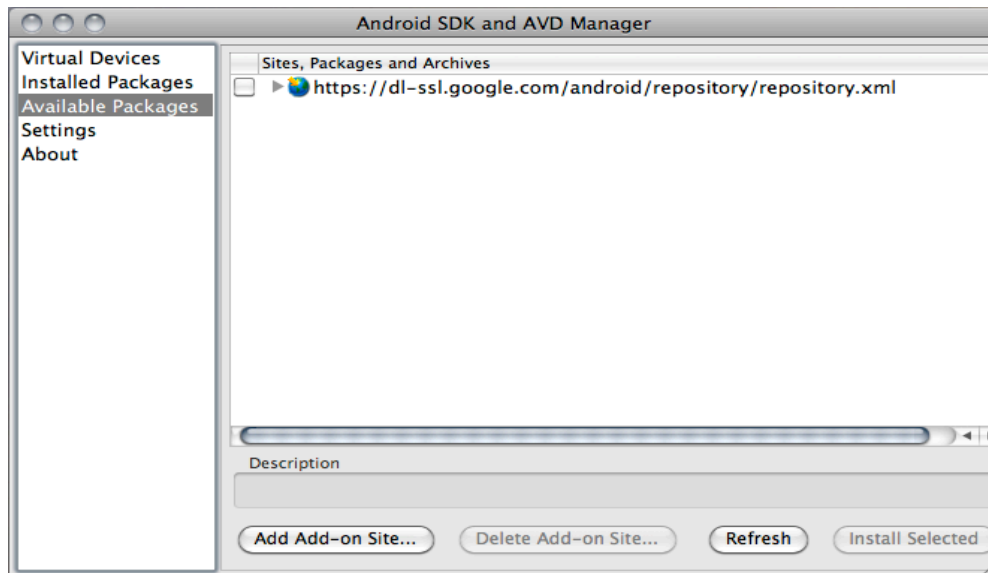 Android SDK and AVD Manager
Virtual Devices
Installed Packages
Available Packages
Settings
About
Sites, Packages and Archives
https://dl-ssl.google.com/android/repository/repository.xml
Description
Add Add-on Site...
Delete Add-on Site...
Refresh
Install Selected